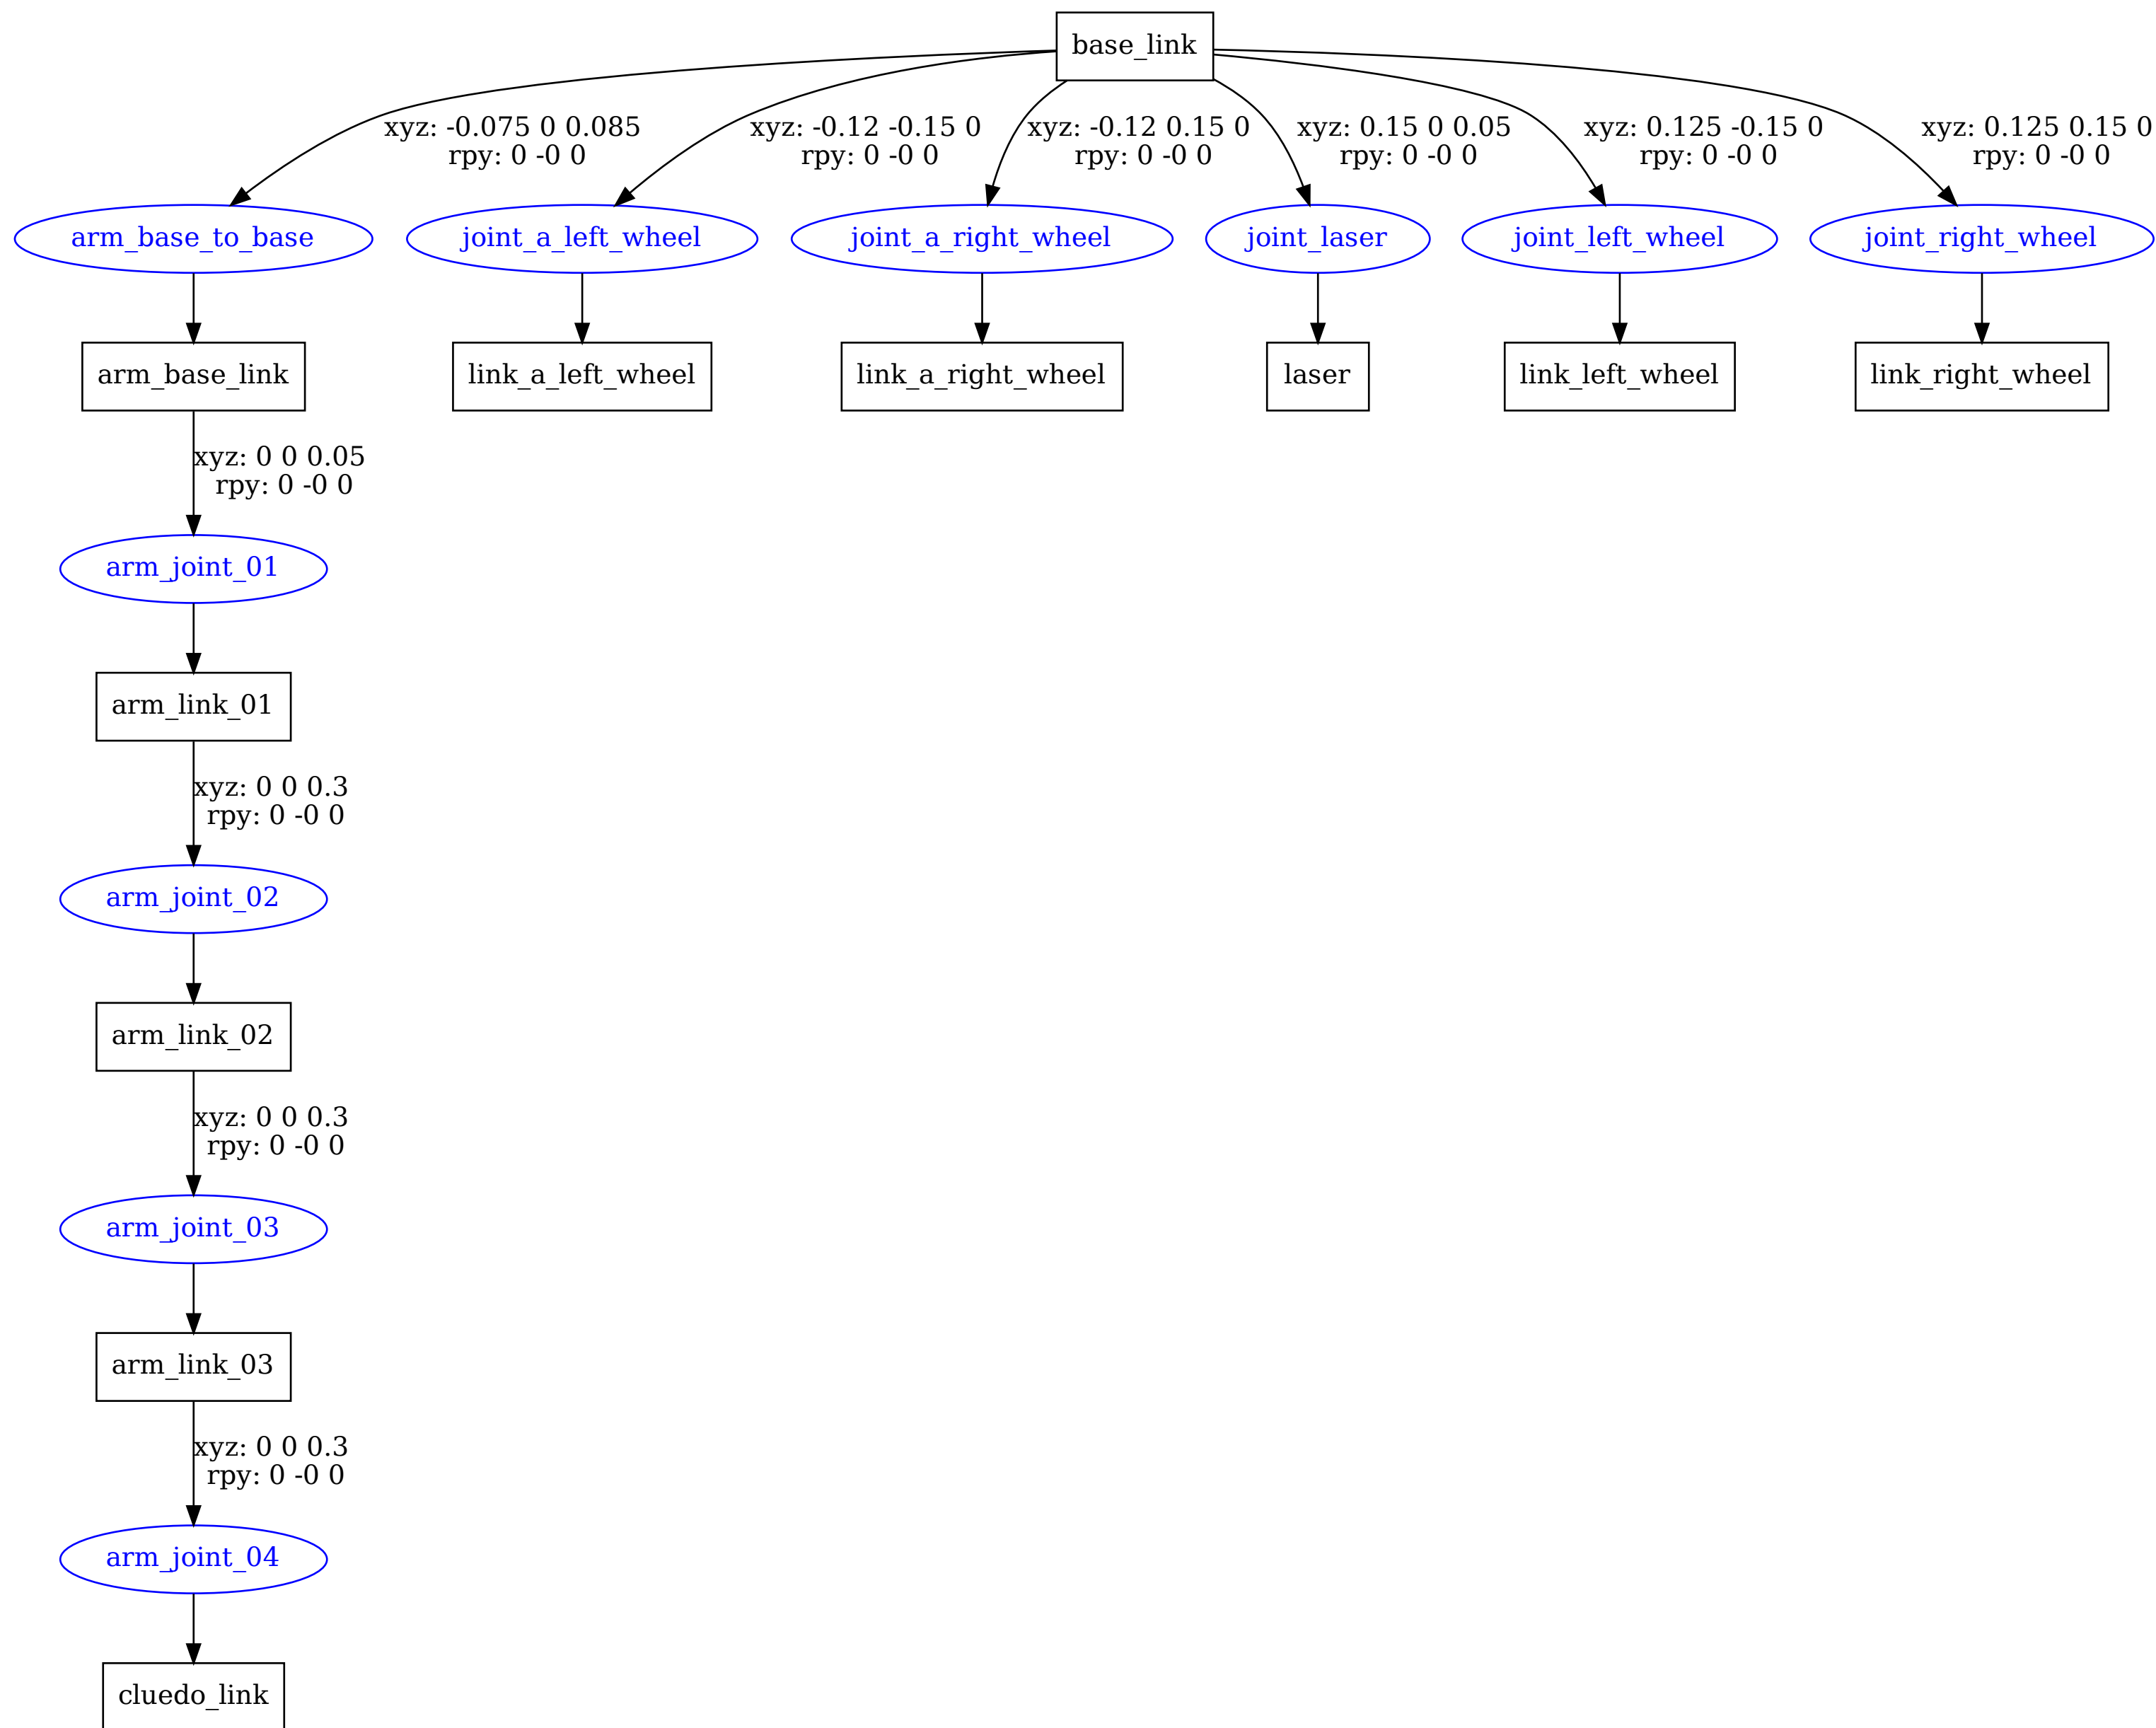 base_link
xyz: -0.075 0 0.085
rpy: 0 -0 0
xyz: -0.12 -0.15 0
rpy: 0 -0 0
xyz: -0.12 0.15 0
rpy: 0 -0 0
xyz: 0.15 0 0.05
rpy: 0 -0 0
xyz: 0.125 -0.15 0
rpy: 0 -0 0
xyz: 0.125 0.15 0
rpy: 0 -0 0
arm_base_to_base
joint_a_left_wheel
joint_a_right_wheel
joint_laser
joint_left_wheel
joint_right_wheel
arm_base_link
link_a_left_wheel
link_a_right_wheel
laser
link_left_wheel
link_right_wheel
xyz: 0 0 0.05
rpy: 0 -0 0
arm_joint_01
arm_link_01
xyz: 0 0 0.3
rpy: 0 -0 0
arm_joint_02
arm_link_02
xyz: 0 0 0.3
rpy: 0 -0 0
arm_joint_03
arm_link_03
xyz: 0 0 0.3
rpy: 0 -0 0
arm_joint_04
cluedo_link